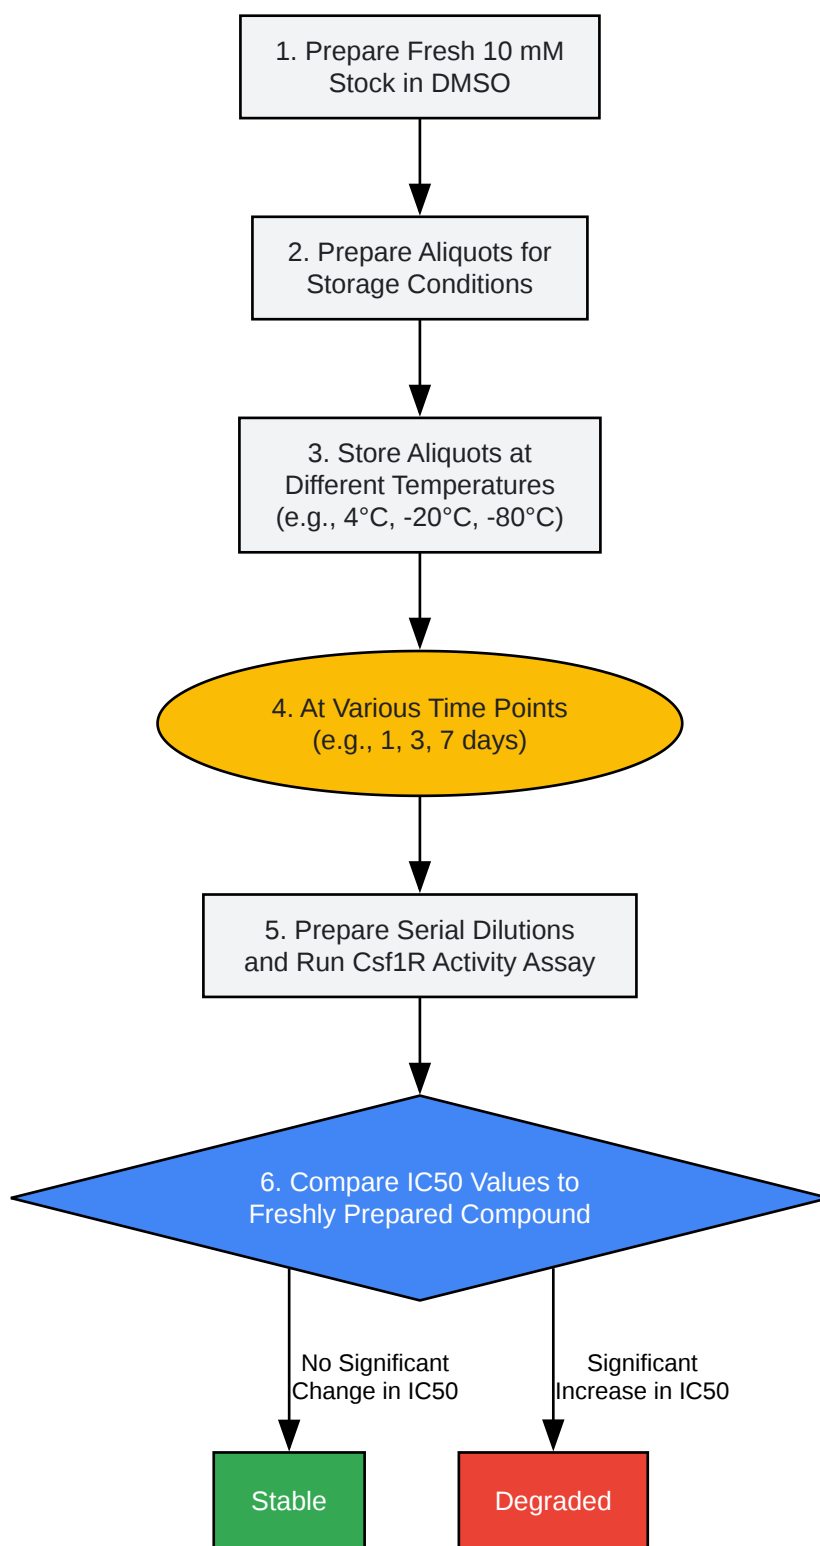 1. Prepare Fresh 10 mM
Stock in DMSO
2. Prepare Aliquots for
Storage Conditions
3. Store Aliquots at
Different Temperatures
(e.g., 4°C, -20°C, -80°C)
4. At Various Time Points
(e.g., 1, 3, 7 days)
5. Prepare Serial Dilutions
and Run Csf1R Activity Assay
6. Compare IC50 Values to
Freshly Prepared Compound
No Significant
Change in IC50
Significant
Increase in IC50
Stable
Degraded